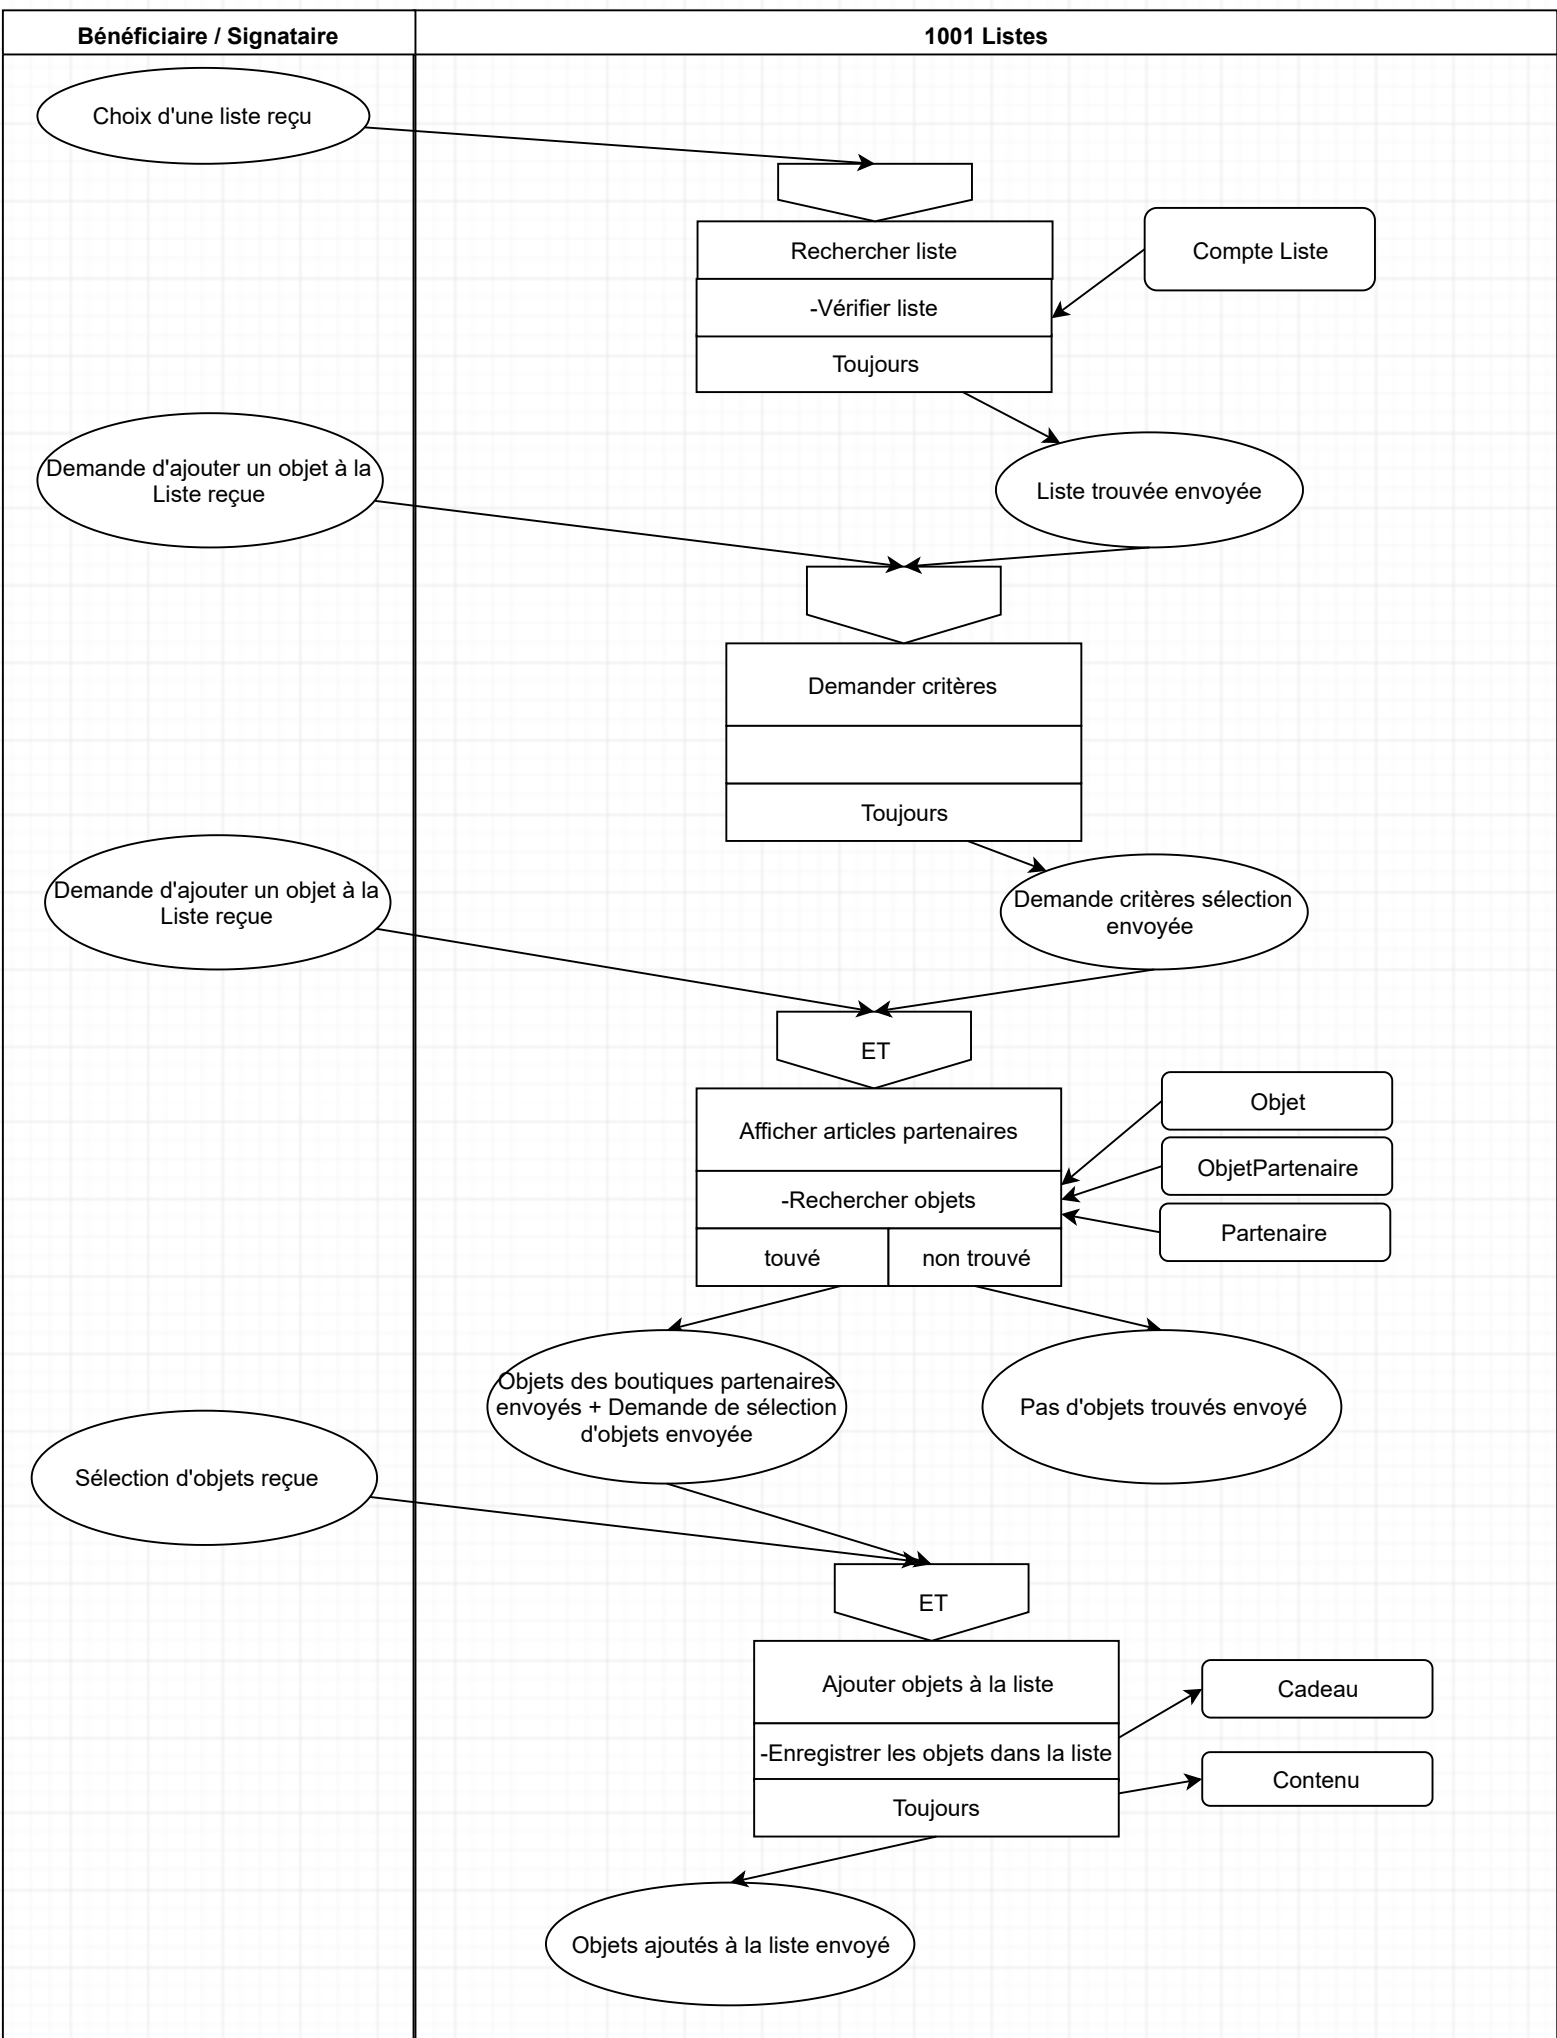 Bénéficiaire / Signataire
1001 Listes
Choix d'une liste reçu
Rechercher liste
Compte Liste
-Vérifier liste
Toujours
Demande d'ajouter un objet à la
Liste reçue
Liste trouvée envoyée
Demander critères
Toujours
Demande d'ajouter un objet à la
Liste reçue
Demande critères sélection
envoyée
ET
Afficher articles partenaires
Objet
ObjetPartenaire
-Rechercher objets
Partenaire
touvé
non trouvé
Objets des boutiques partenaires
envoyés + Demande de sélection
d'objets envoyée
Pas d'objets trouvés envoyé
Sélection d'objets reçue
ET
Ajouter objets à la liste
Cadeau
-Enregistrer les objets dans la liste
Contenu
Toujours
Objets ajoutés à la liste envoyé